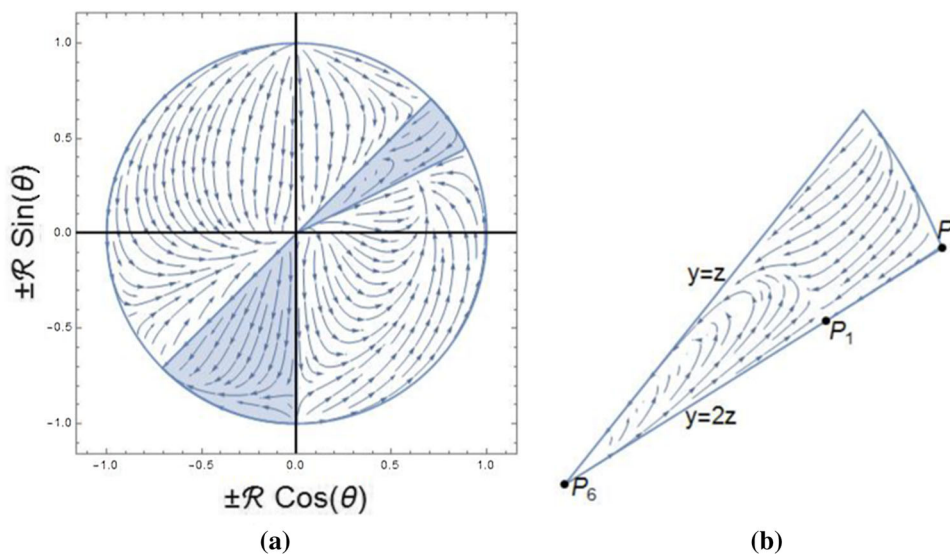 1.0
0.5
0.0
−0.5
−1.0
−1.0
−0.5
0.0
0.5
1.0
±ℛ Sin(θ)
±ℛ Cos(θ)
(a)
y=z
P
P₁
y=2z
P₆
(b)